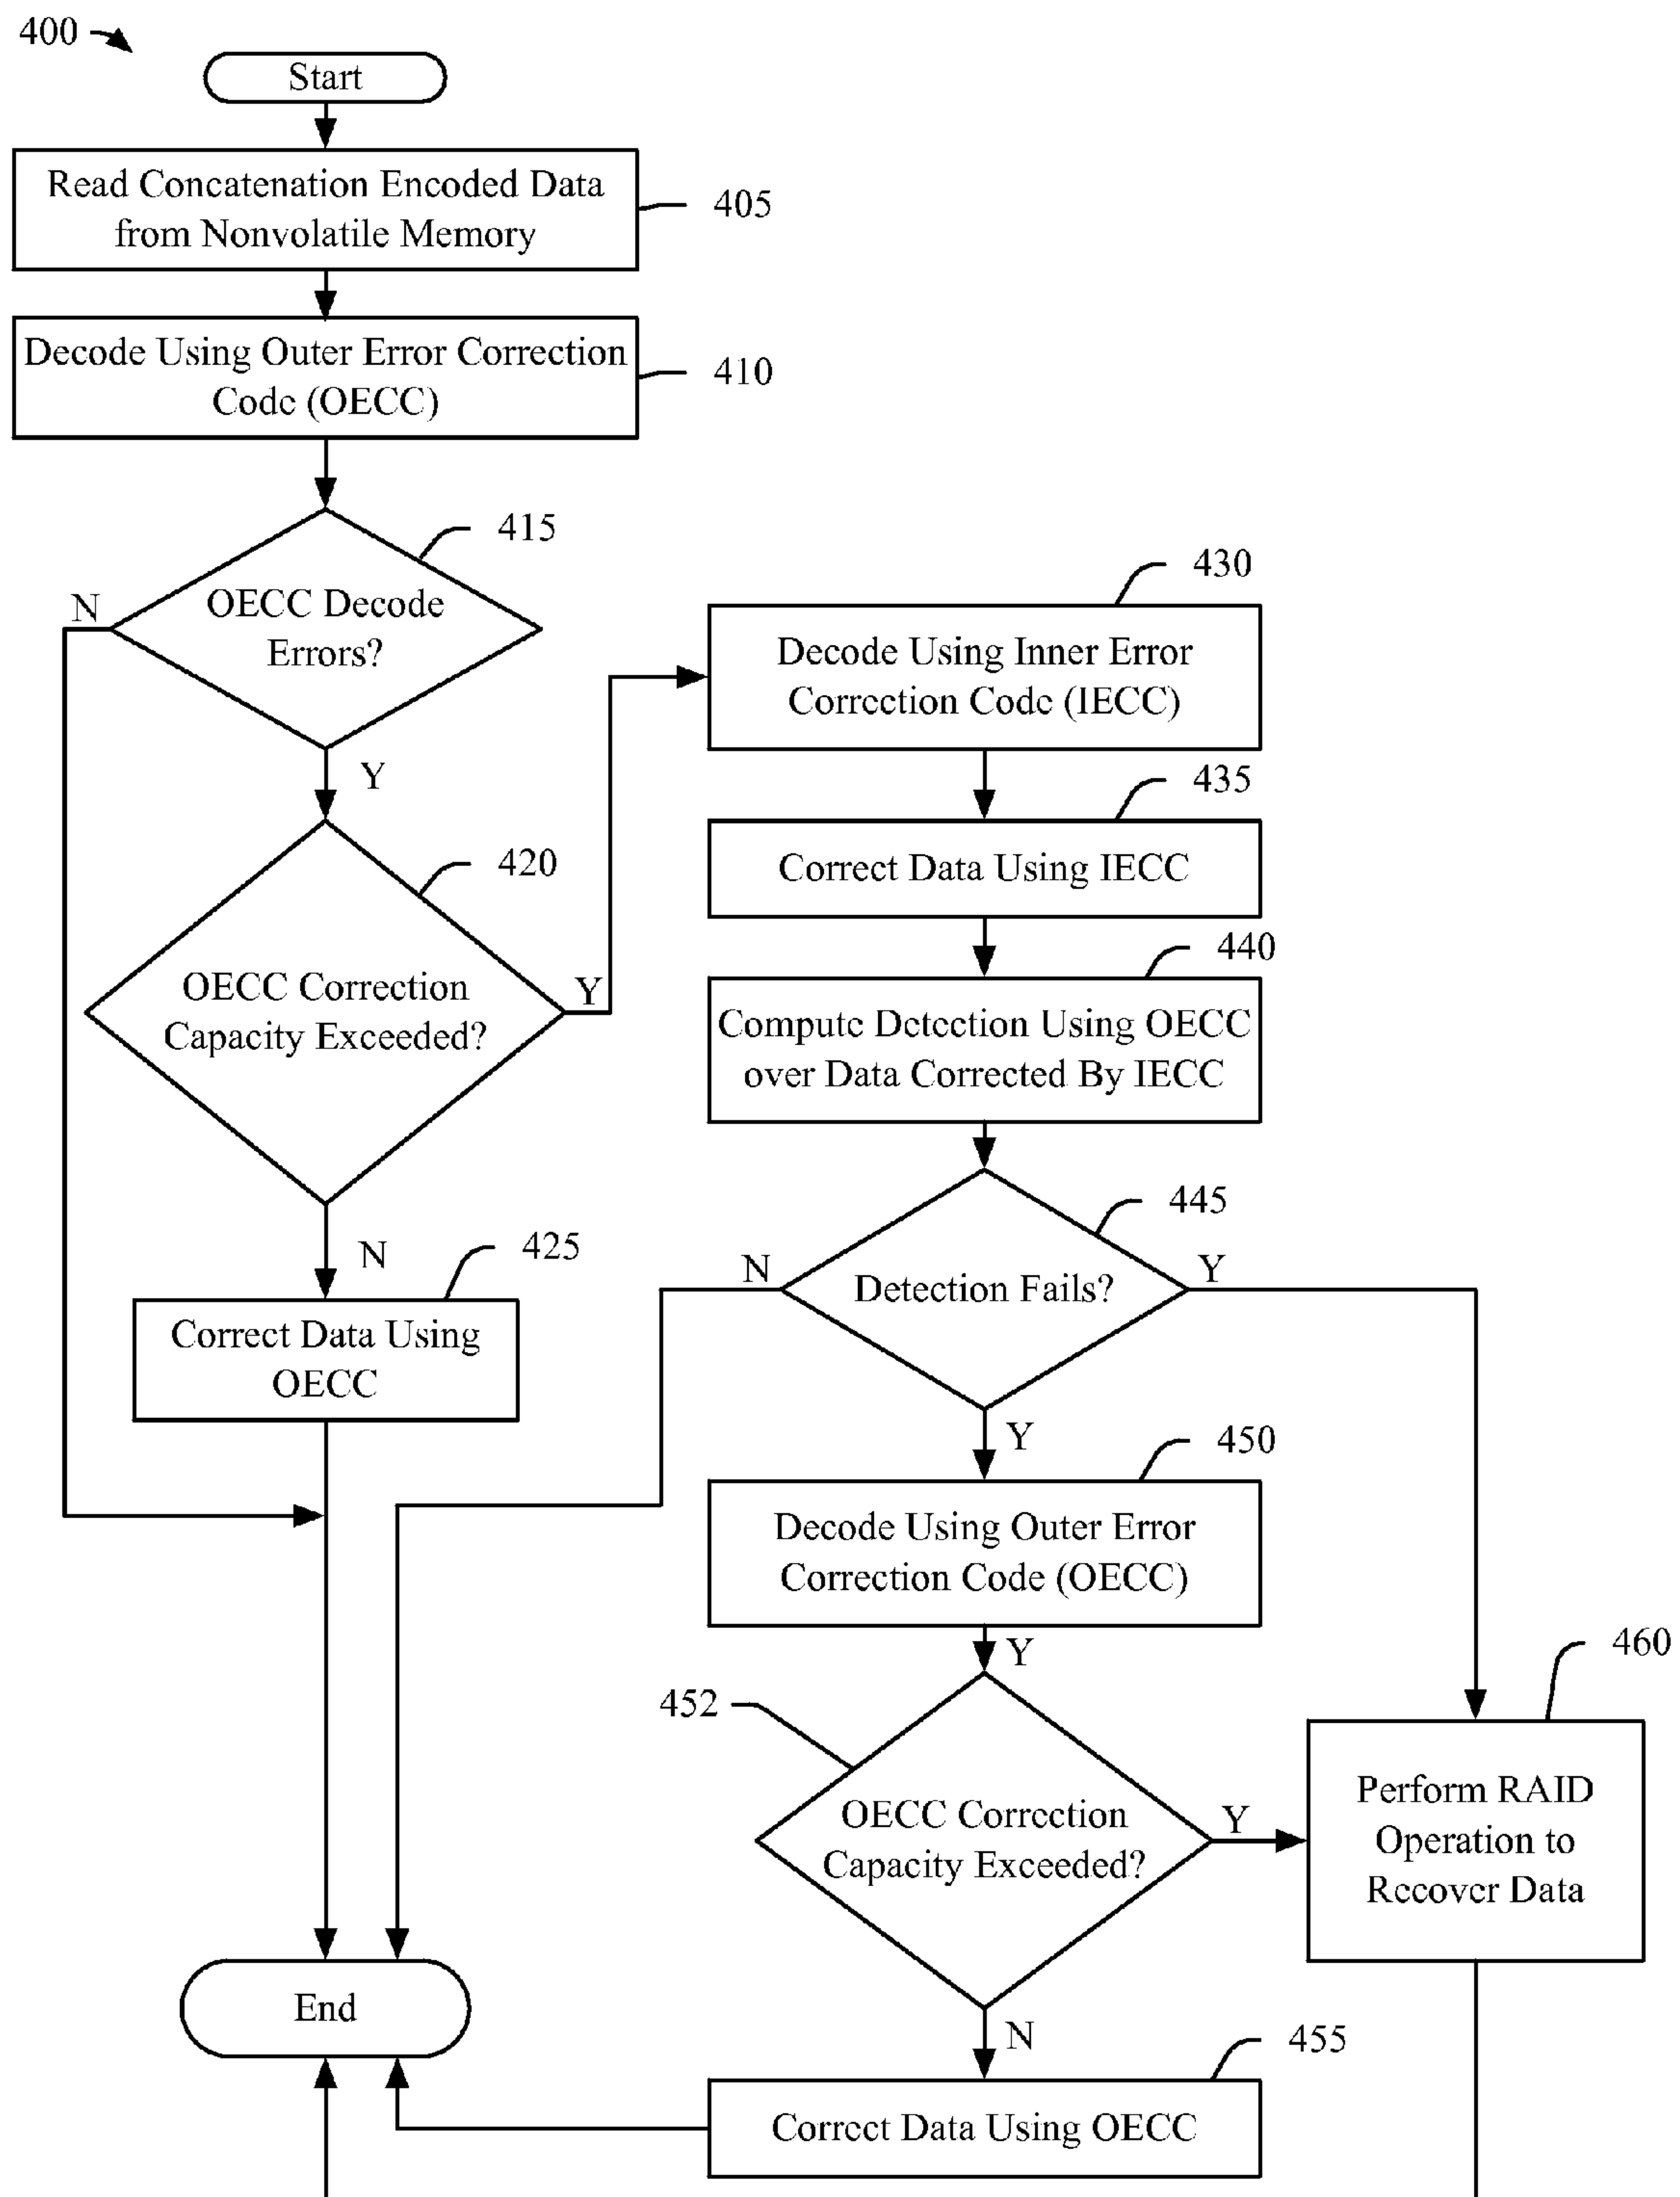 400
Start
Read Concatenation Encoded Data
from Nonvolatile Memory
405
Decode Using Outer Error Correction
Code (OECC)
410
415
OECC Decode
Errors?
N
Y
420
OECC Correction
Capacity Exceeded?
Y
N
425
Correct Data Using
OECC
430
Decode Using Inner Error
Correction Code (IECC)
435
Correct Data Using IECC
440
Compute Detection Using OECC
over Data Corrected By IECC
445
Detection Fails?
N
Y
Y
450
Decode Using Outer Error
Correction Code (OECC)
Y
452
OECC Correction
Capacity Exceeded?
Y
N
460
Perform RAID
Operation to
Recover Data
455
Correct Data Using OECC
End